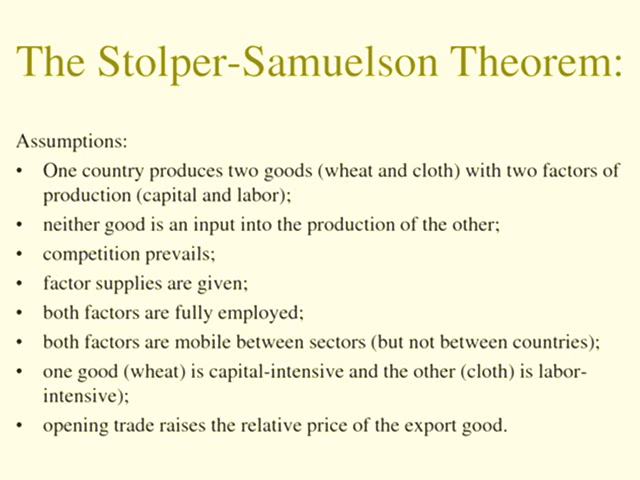 The Stolper-Samuelson Theorem:
Assumptions:
• One country produces two goods (wheat and cloth) with two factors of
production (capital and labor);
• neither good is an input into the production of the other;
• competition prevails;
• factor supplies are given;
• both factors are fully employed;
• both factors are mobile between sectors (but not between countries);
• one good (wheat) is capital-intensive and the other (cloth) is labor-
intensive);
• opening trade raises the relative price of the export good.